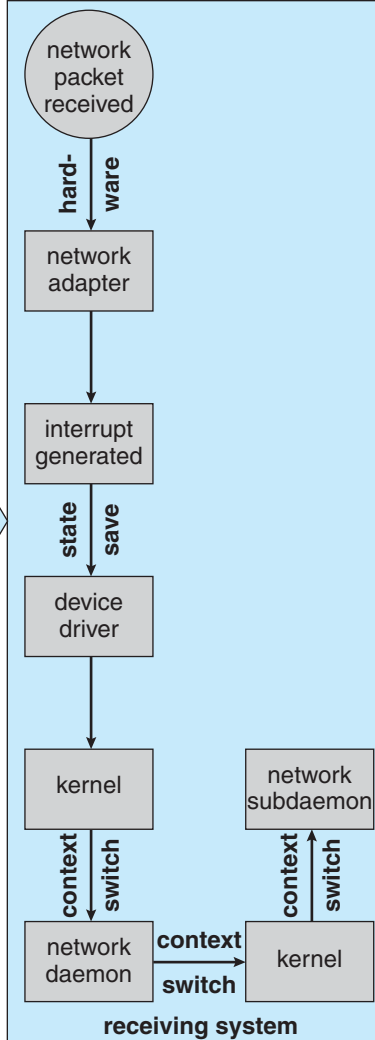 network
packet
received
hard-
ware
network
adapter
interrupt
generated
state
save
device
driver
kernel
context
switch
network
daemon
context
switch
kernel
context
switch
network
subdaemon
receiving system